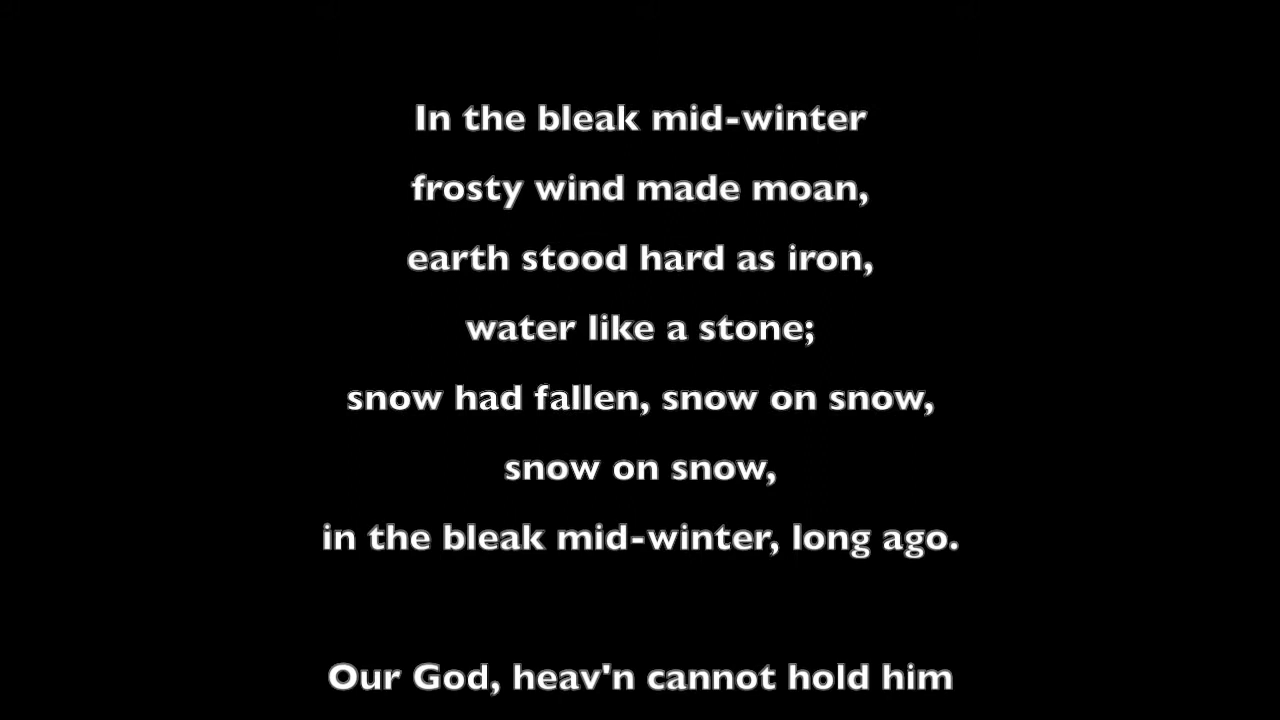 In the bleak mid-winter
frosty wind made moan,
earth stood hard as iron,
water like a stone;
snow had fallen, snow on snow,
snow on snow,
in the bleak mid-winter, long ago.
Our God, heav'n cannot hold him